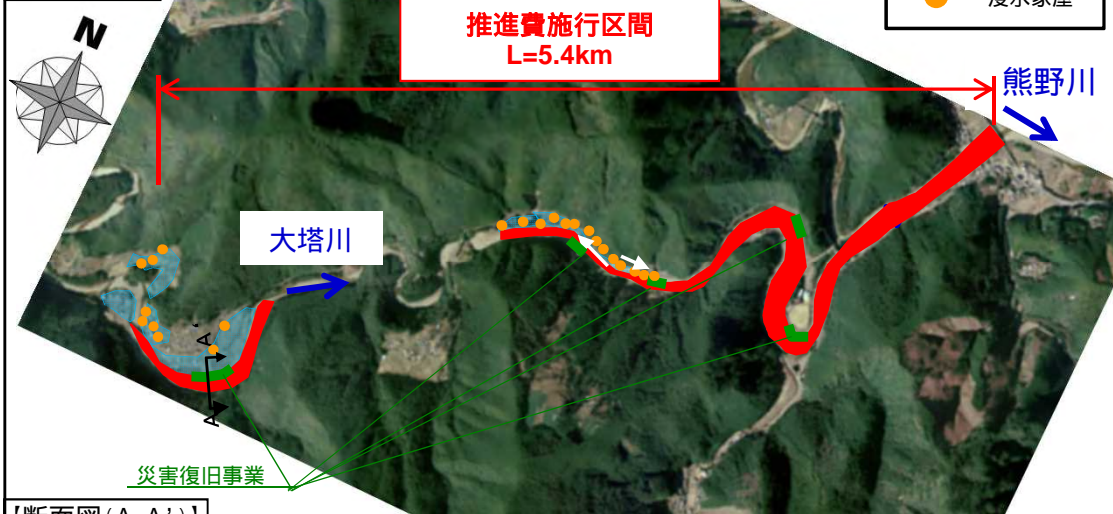 浸水家屋
推進費施行区間
L=5.4km
N
熊野川
大塔川
A
A'
災害復旧事業
【断面図(A-A')】